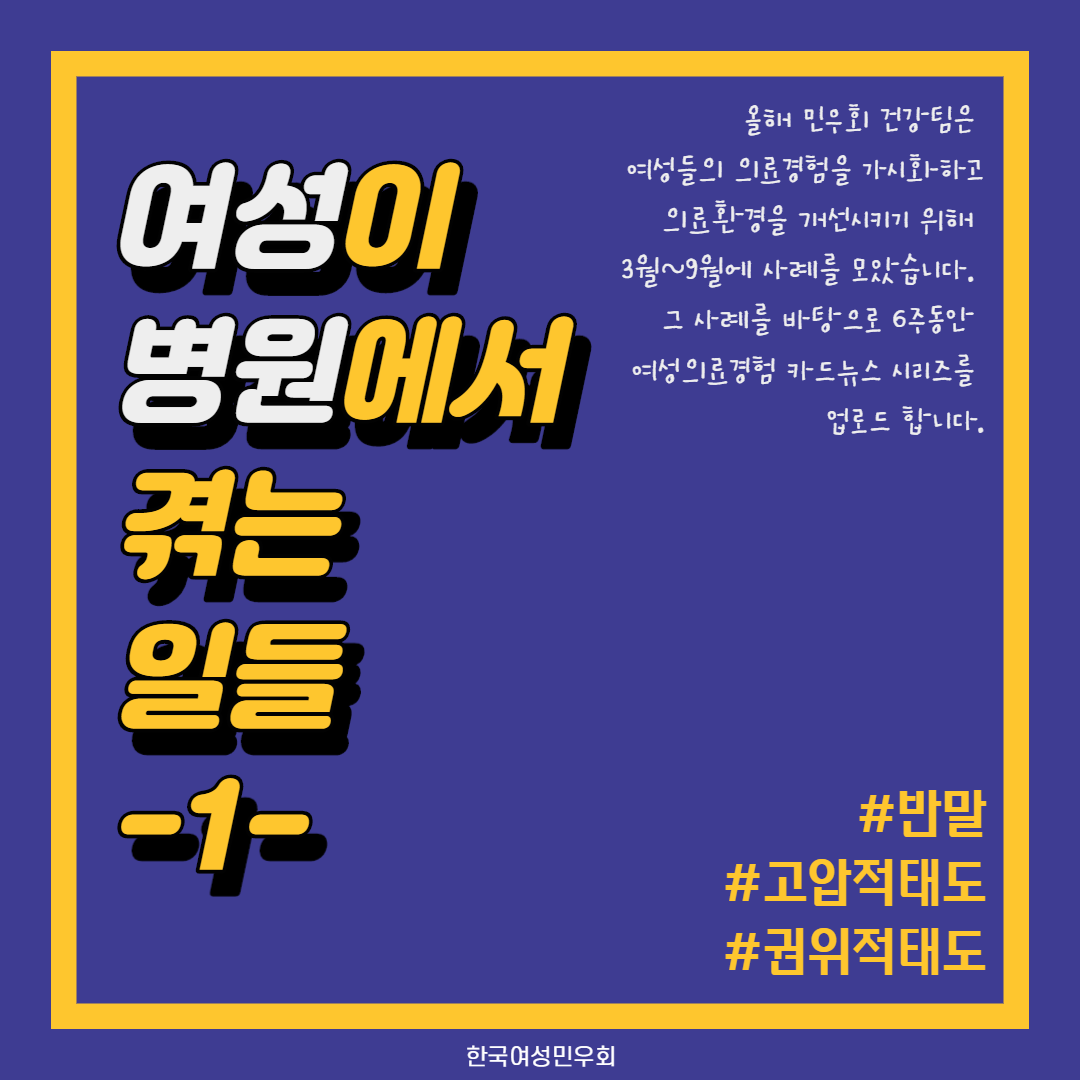 여성이
병원에서
겪는
일들
-1-
올해 민우회 건강팀은
여성들의 의료경험을 가시화하고
의료환경을 개선시키기 위해
3월~9월에 사례를 모았습니다.
그 사례를 바탕으로 6주동안
여성의료경험 카드뉴스 시리즈를
업로드 합니다.
#반말
#고압적태도
#권위적태도
한국여성민우회